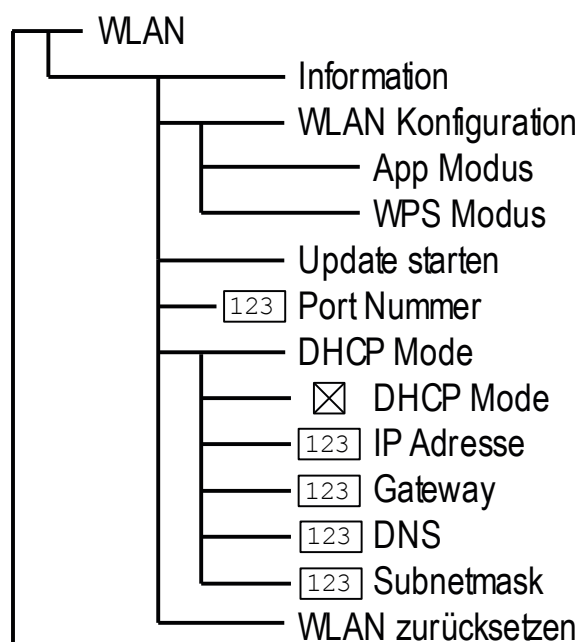 WLAN
Information
WLAN Konfiguration
App Modus
WPS Modus
Update starten
123 Port Nummer
DHCP Mode
DHCP Mode
123 IP Adresse
123 Gateway
123 DNS
123 Subnetmask
WLAN zurücksetzen